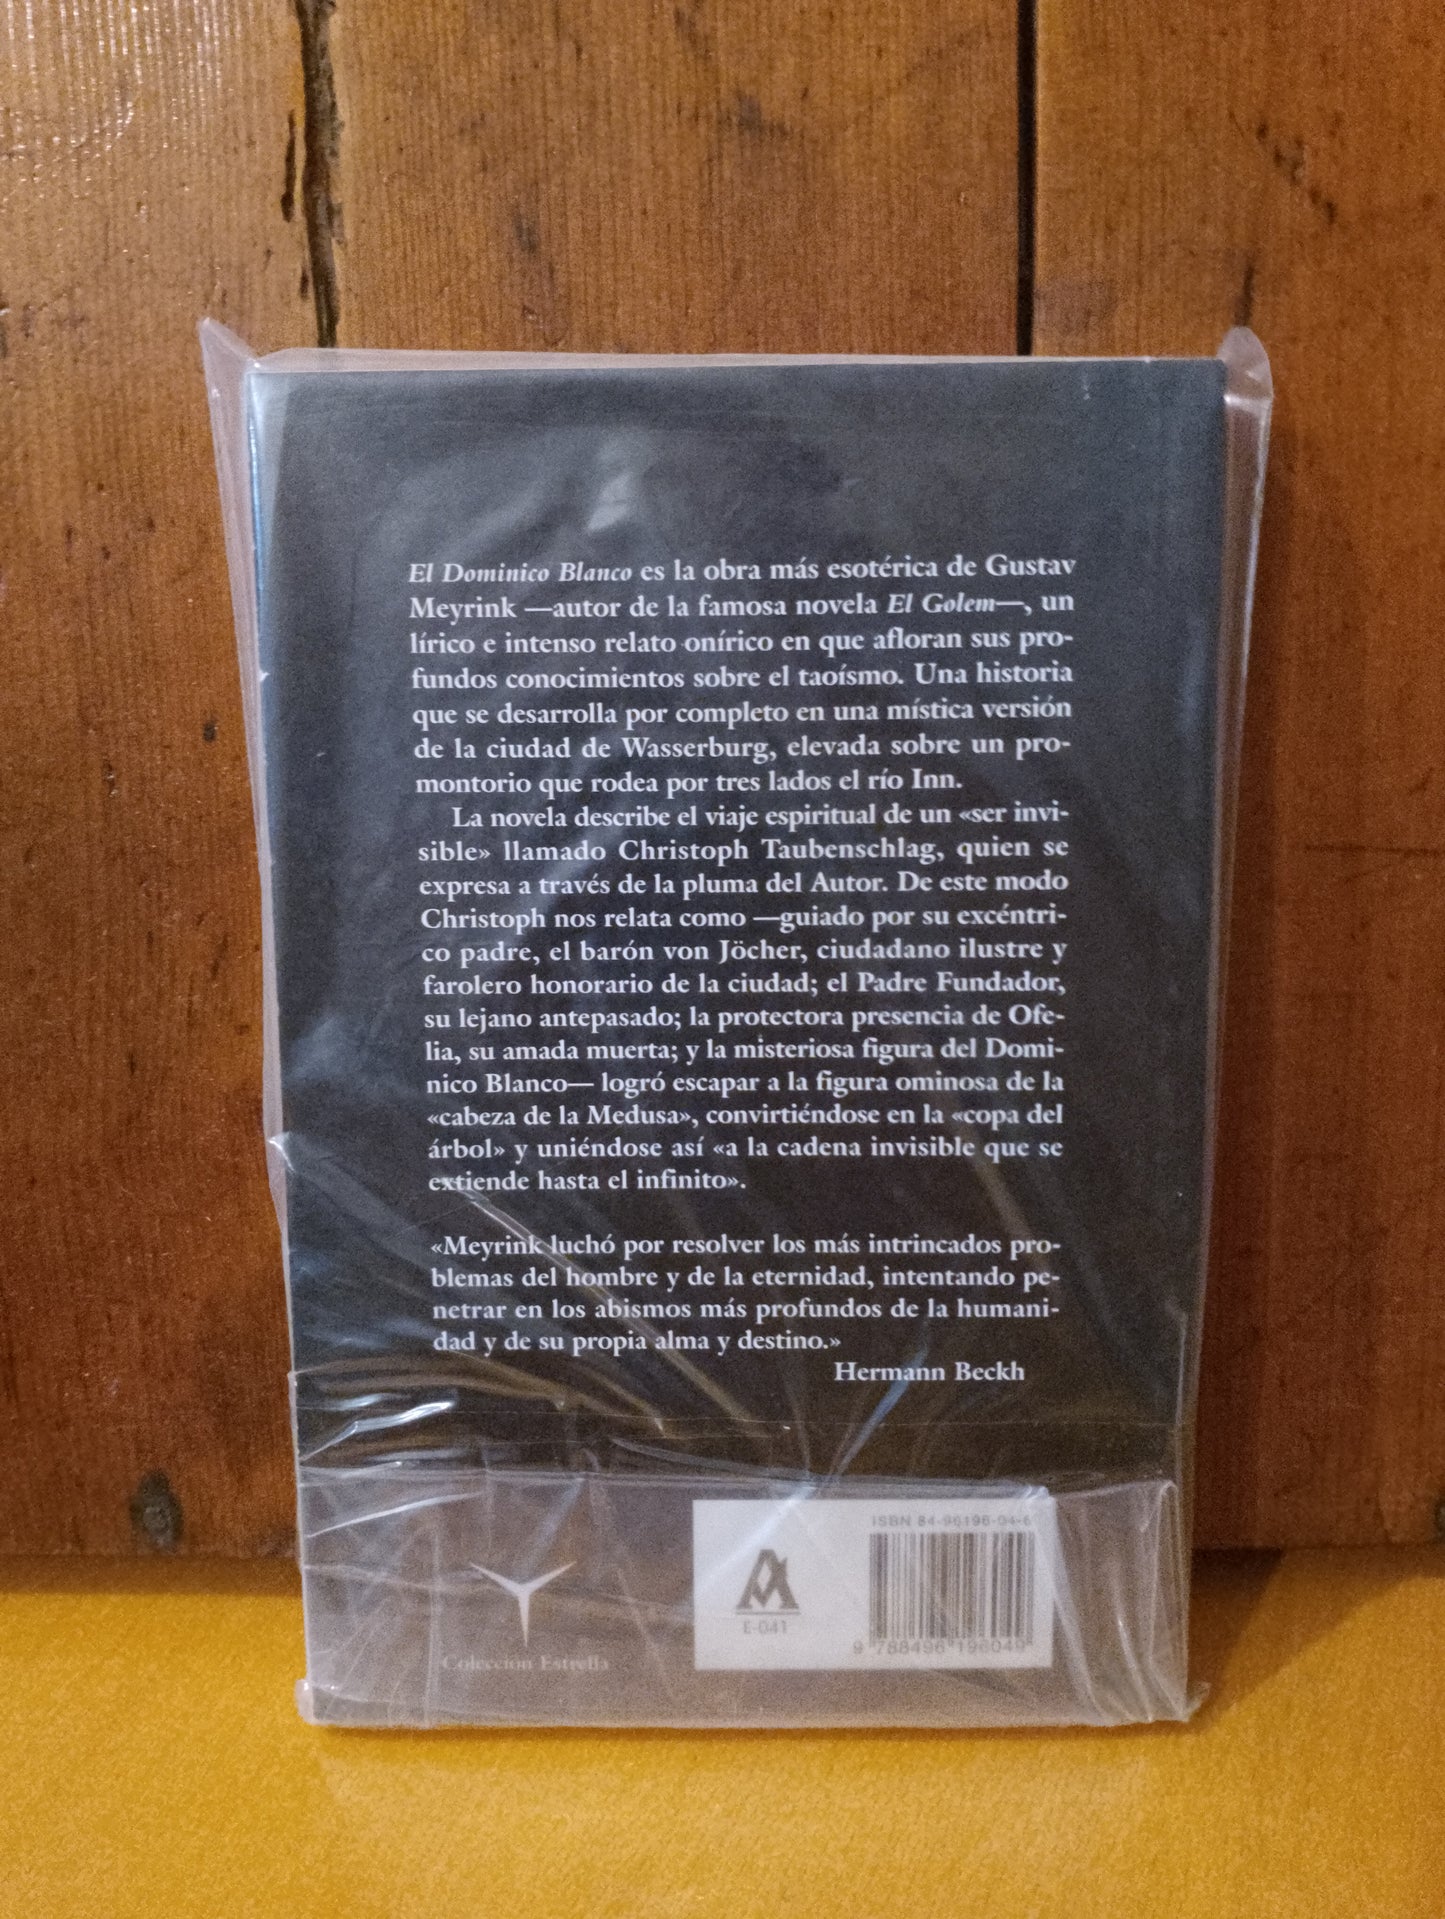 El Dominico Blanco es la obra más esotérica de Gustav
Meyrink —autor de la famosa novela El Golem—, un
lírico e intenso relato onírico en que afloran sus pro-
fundos conocimientos sobre el taoísmo. Una historia
que se desarrolla por completo en una mística versión
de la ciudad de Wasserburg, elevada sobre un pro-
montorio que rodea por tres lados el río Inn.
La novela describe el viaje espiritual de un «ser invi-
sible» llamado Christoph Taubenschlag, quien se
expresa a través de la pluma del Autor. De este modo
Christoph nos relata como —guiado por su excéntri-
co padre, el barón von Jöcher, ciudadano ilustre y
farolero honorario de la ciudad; el Padre Fundador,
su lejano antepasado; la protectora presencia de Ofe-
lia, su amada muerta; y la misteriosa figura del Domi-
nico Blanco— logró escapar a la figura ominosa de la
«cabeza de la Medusa», convirtiéndose en la «copa del
árbol» y uniéndose así «a la cadena invisible que se
extiende hasta el infinito».
«Meyrink luchó por resolver los más intrincados pro-
blemas del hombre y de la eternidad, intentando pe-
netrar en los abismos más profundos de la humani-
dad y de su propia alma y destino.»
Hermann Beckh
ISBN 84-96196-04-6
E-041
9 788496 196049
Colección Estrella